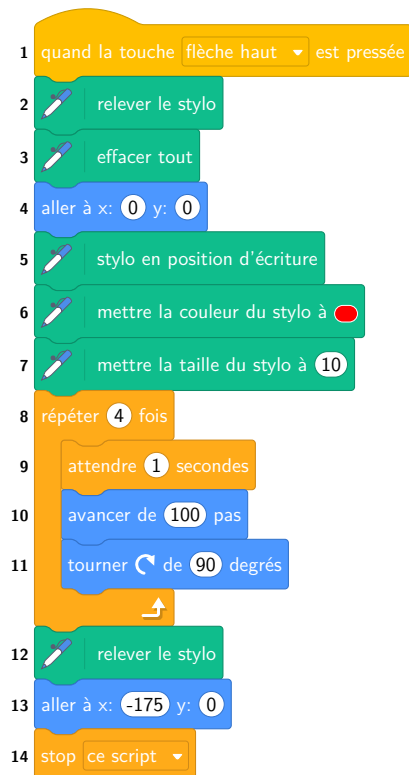 1 quand la touche flèche haut est pressée
2 relever le stylo
3 effacer tout
4 aller à x: 0 y: 0
5 stylo en position d'écriture
6 mettre la couleur du stylo à
7 mettre la taille du stylo à 10
8 répéter 4 fois
9 attendre 1 secondes
10 avancer de 100 pas
11 tourner de 90 degrés
12 relever le stylo
13 aller à x: -175 y: 0
14 stop ce script